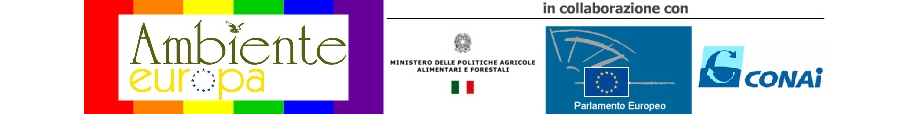 Ambiente
europa
in collaborazione con
MINISTERO DELLE POLITICHE AGRICOLE
ALIMENTARI E FORESTALI
Parlamento Europeo
CONAi